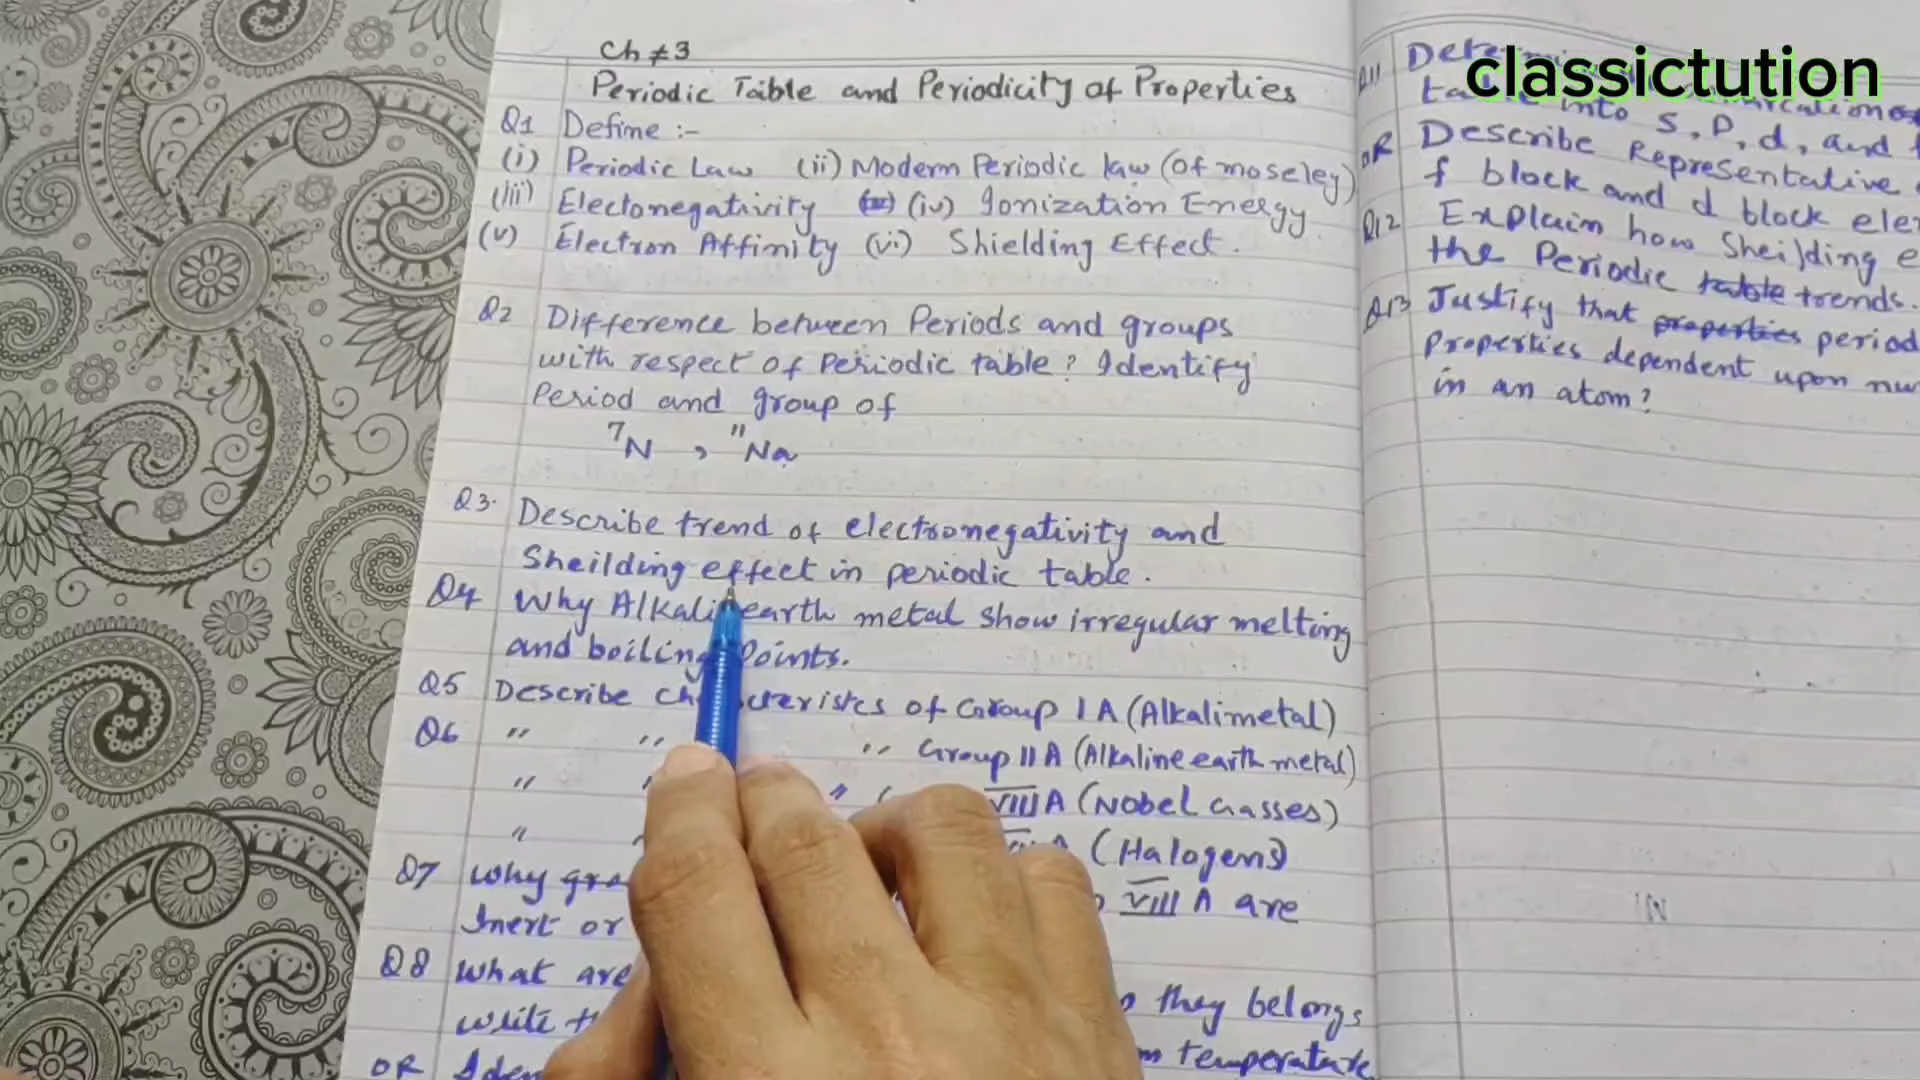 Ch # 3
Periodic Table and Periodicity of Properties
Q1 Define :-
(i) Periodic Law (ii) Modern Periodic law (of moseley)
(iii) Electonegativity (iv) Ionization Energy
(v) Electron Affinity (vi) Shielding Effect.
Q2 Difference between Periods and groups
with respect of periodic table? Identify
Period and group of
7N , 11Na
Q3. Describe trend of electronegativity and
Sheilding effect in periodic table.
Q4 Why Alkali earth metal show irregular melting
and boiling Points.
Q5 Describe of Group I A (Alkali metal)
Q6 " " " Group II A (Alkaline earth metal)
" " " VIII A (Nobel Gasses)
" A (Halogens)
Q7 Why VIII A are
Inert or
Q8 What are they belongs
write temperature
OR
classictution
Q11
table into S, P, d, and
OR Describe Representative
f block and d block
Q12 Explain how Sheilding
the Periodic table trends.
Q13 Justify that properties
Properties dependent upon
in an atom?